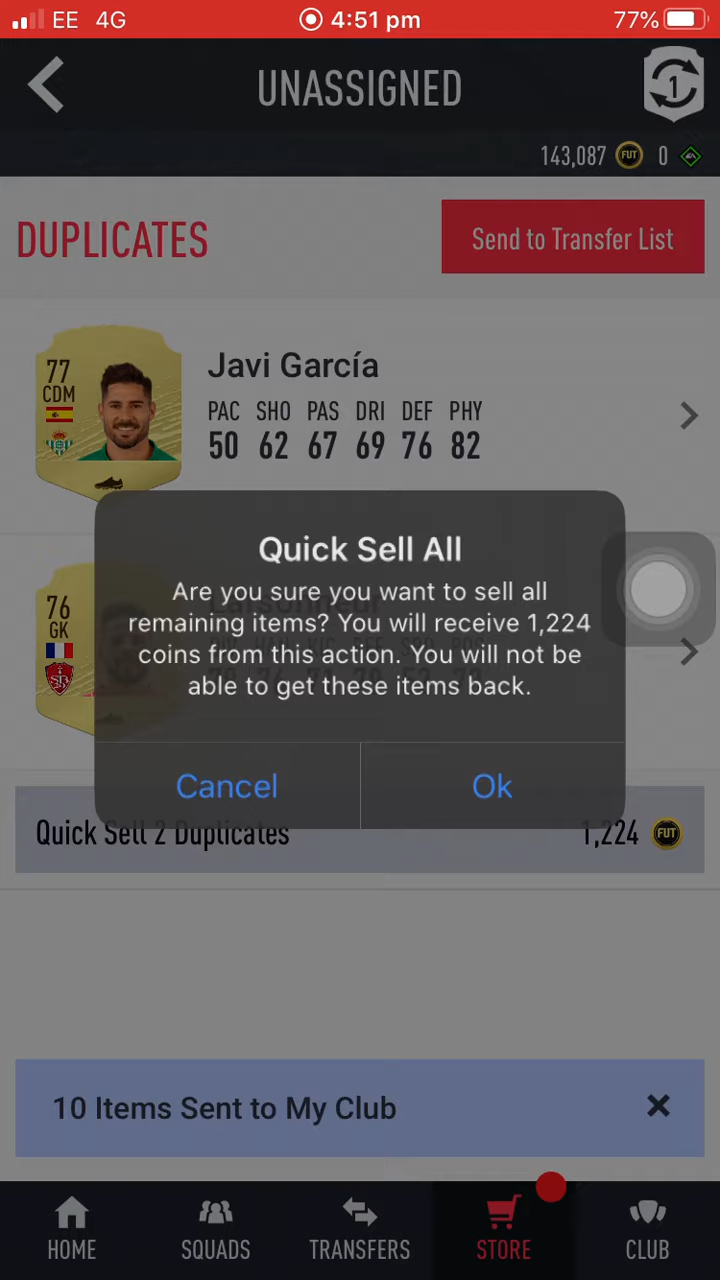 EE 4G 4:51 pm 77%
UNASSIGNED
1
143,087 FUT 0
DUPLICATES
Send to Transfer List
77
CDM
Javi García
PAC SHO PAS DRI DEF PHY
50 62 67 69 76 82
76
GK
Quick Sell All
Are you sure you want to sell all
remaining items? You will receive 1,224
coins from this action. You will not be
able to get these items back.
Cancel Ok
Quick Sell 2 Duplicates 1,224 FUT
10 Items Sent to My Club
HOME SQUADS TRANSFERS STORE CLUB